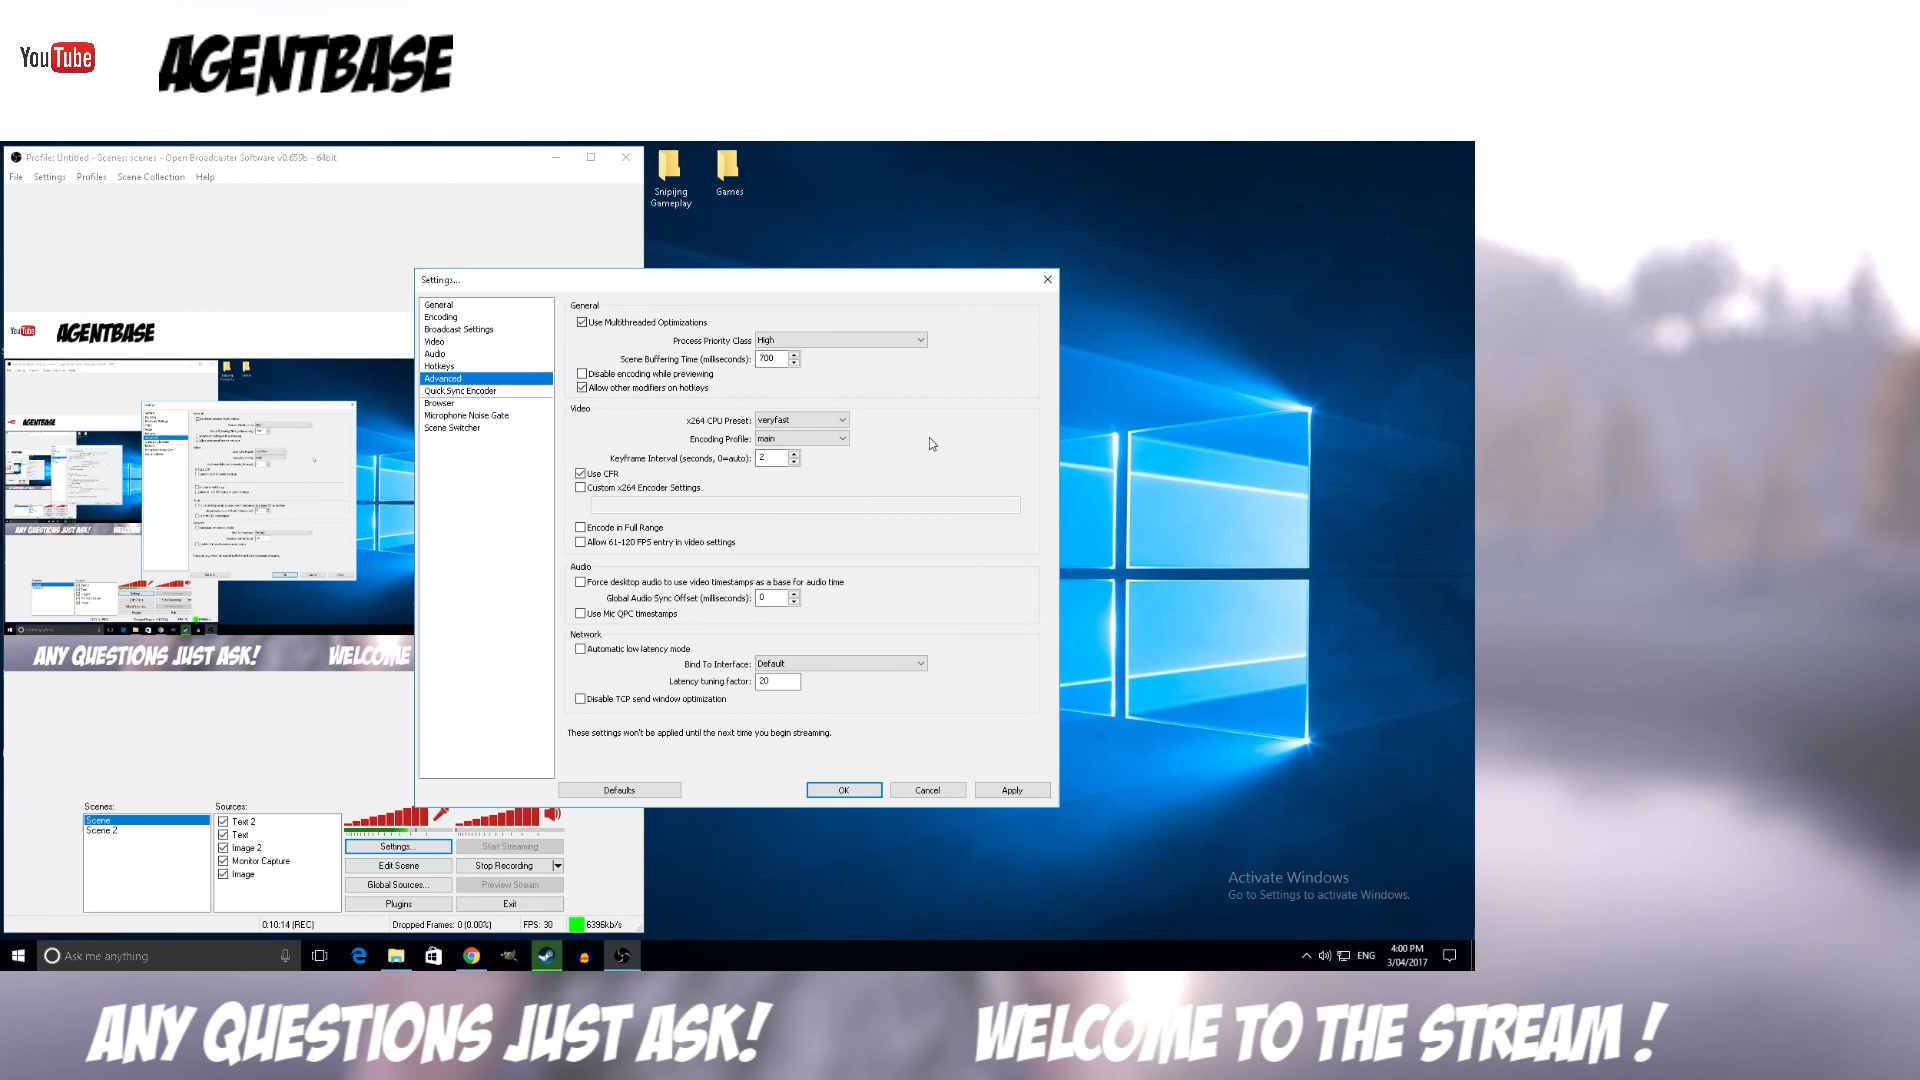 YouTube
AGENTBASE
Profile: Untitled - Scenes: scenes - Open Broadcaster Software v0.659b - 64bit
File Settings Profiles Scene Collection Help
Snipijng Gameplay
Games
Settings...
General
Encoding
Broadcast Settings
Video
Audio
Hotkeys
Advanced
Quick Sync Encoder
Browser
Microphone Noise Gate
Scene Switcher
General
Use Multithreaded Optimizations
Process Priority Class High
Scene Buffering Time (milliseconds): 700
Disable encoding while previewing
Allow other modifiers on hotkeys
Video
x264 CPU Preset: veryfast
Encoding Profile: main
Keyframe Interval (seconds, 0=auto): 2
Use CFR
Custom x264 Encoder Settings
Encode in Full Range
Allow 61-120 FPS entry in video settings
Audio
Force desktop audio to use video timestamps as a base for audio time
Global Audio Sync Offset (milliseconds): 0
Use Mic QPC timestamps
Network
Automatic low latency mode
Bind To Interface: Default
Latency tuning factor: 20
Disable TCP send window optimization
These settings won't be applied until the next time you begin streaming.
Defaults OK Cancel Apply
YouTube AGENTBASE
AGENTBASE
ANY QUESTIONS JUST ASK!
ANY QUESTIONS JUST ASK! WELCOME
Scenes:
Scene
Scene 2
Sources:
Text 2
Text
Image 2
Monitor Capture
Image
Settings... Start Streaming
Edit Scene Stop Recording
Global Sources... Preview Stream
Plugins Exit
0:10:14 (REC) Dropped Frames: 0 (0.00%) FPS: 30 6396kb/s
Activate Windows
Go to Settings to activate Windows.
Ask me anything
ENG
4:00 PM
3/04/2017
ANY QUESTIONS JUST ASK! WELCOME TO THE STREAM !